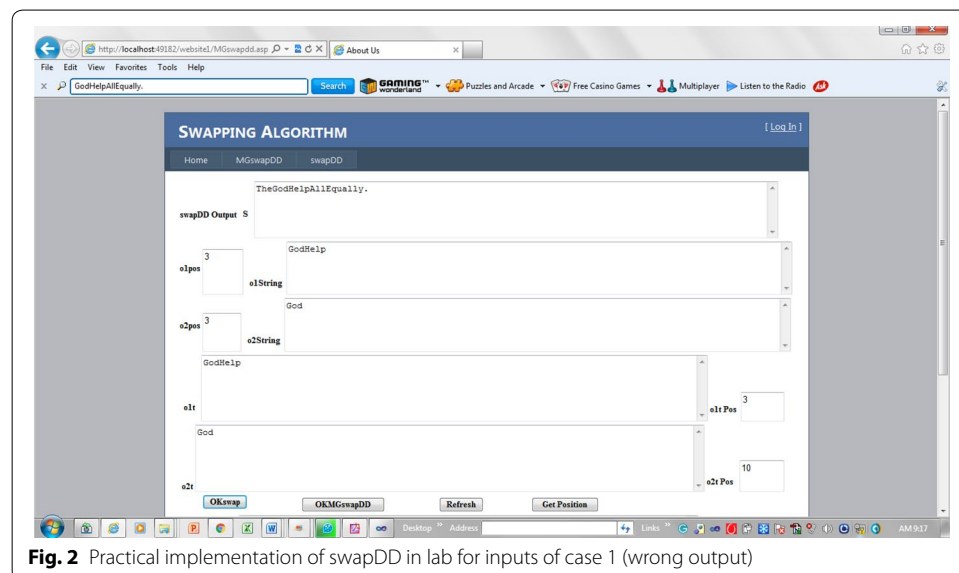 http://localhost:49182/website1/MGswapdd.asp
About Us
File Edit View Favorites Tools Help
GodHelpAllEqually.
Search
GAMING™ wonderland
Puzzles and Arcade
Free Casino Games
Multiplayer
Listen to the Radio
Ask
SWAPPING ALGORITHM
[ Log In ]
Home MGswapDD swapDD
swapDD Output S
TheGodHelpAllEqually.
o1pos
3
o1String
GodHelp
o2pos
3
o2String
God
o1t
GodHelp
o1t Pos
3
o2t
God
o2t Pos
10
OKswap OKMGswapDD Refresh Get Position
Desktop Address Links AM 9:17
Fig. 2 Practical implementation of swapDD in lab for inputs of case 1 (wrong output)